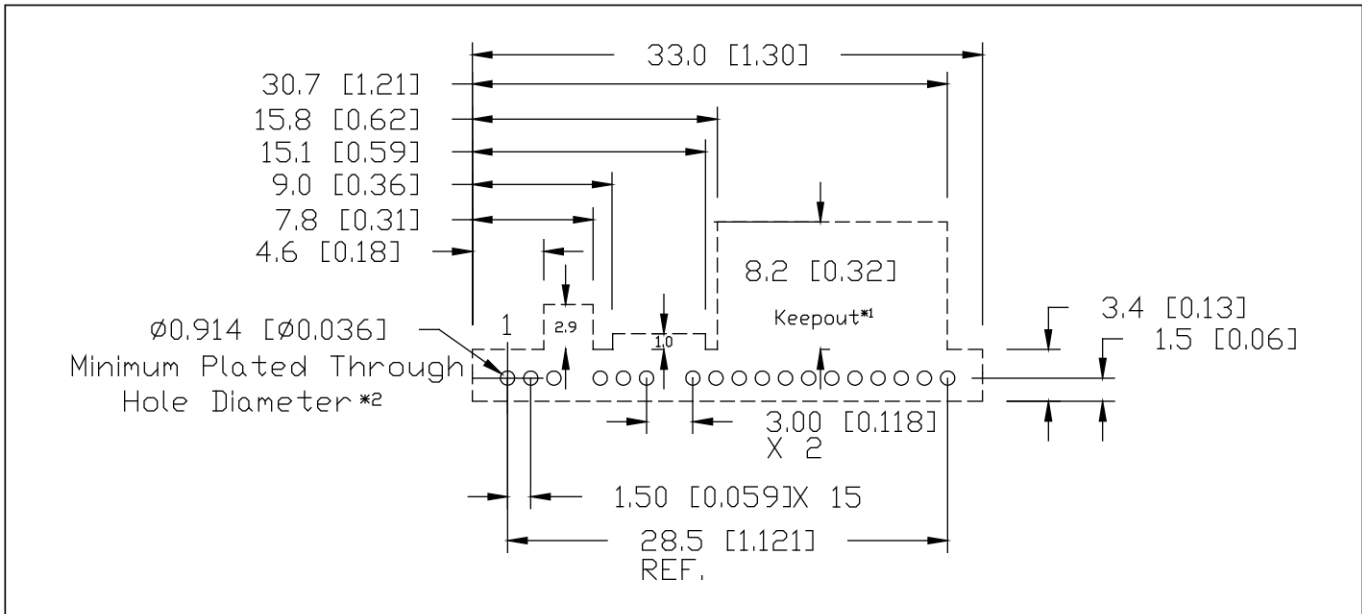 33.0 [1.30]
30.7 [1.21]
15.8 [0.62]
15.1 [0.59]
9.0 [0.36]
7.8 [0.31]
4.6 [0.18]
8.2 [0.32]
Keepout*1
3.4 [0.13]
1.5 [0.06]
2.9
1.0
1
Ø0.914 [Ø0.036]
Minimum Plated Through
Hole Diameter *2
3.00 [0.118]
X 2
1.50 [0.059]X 15
28.5 [1.121]
REF.